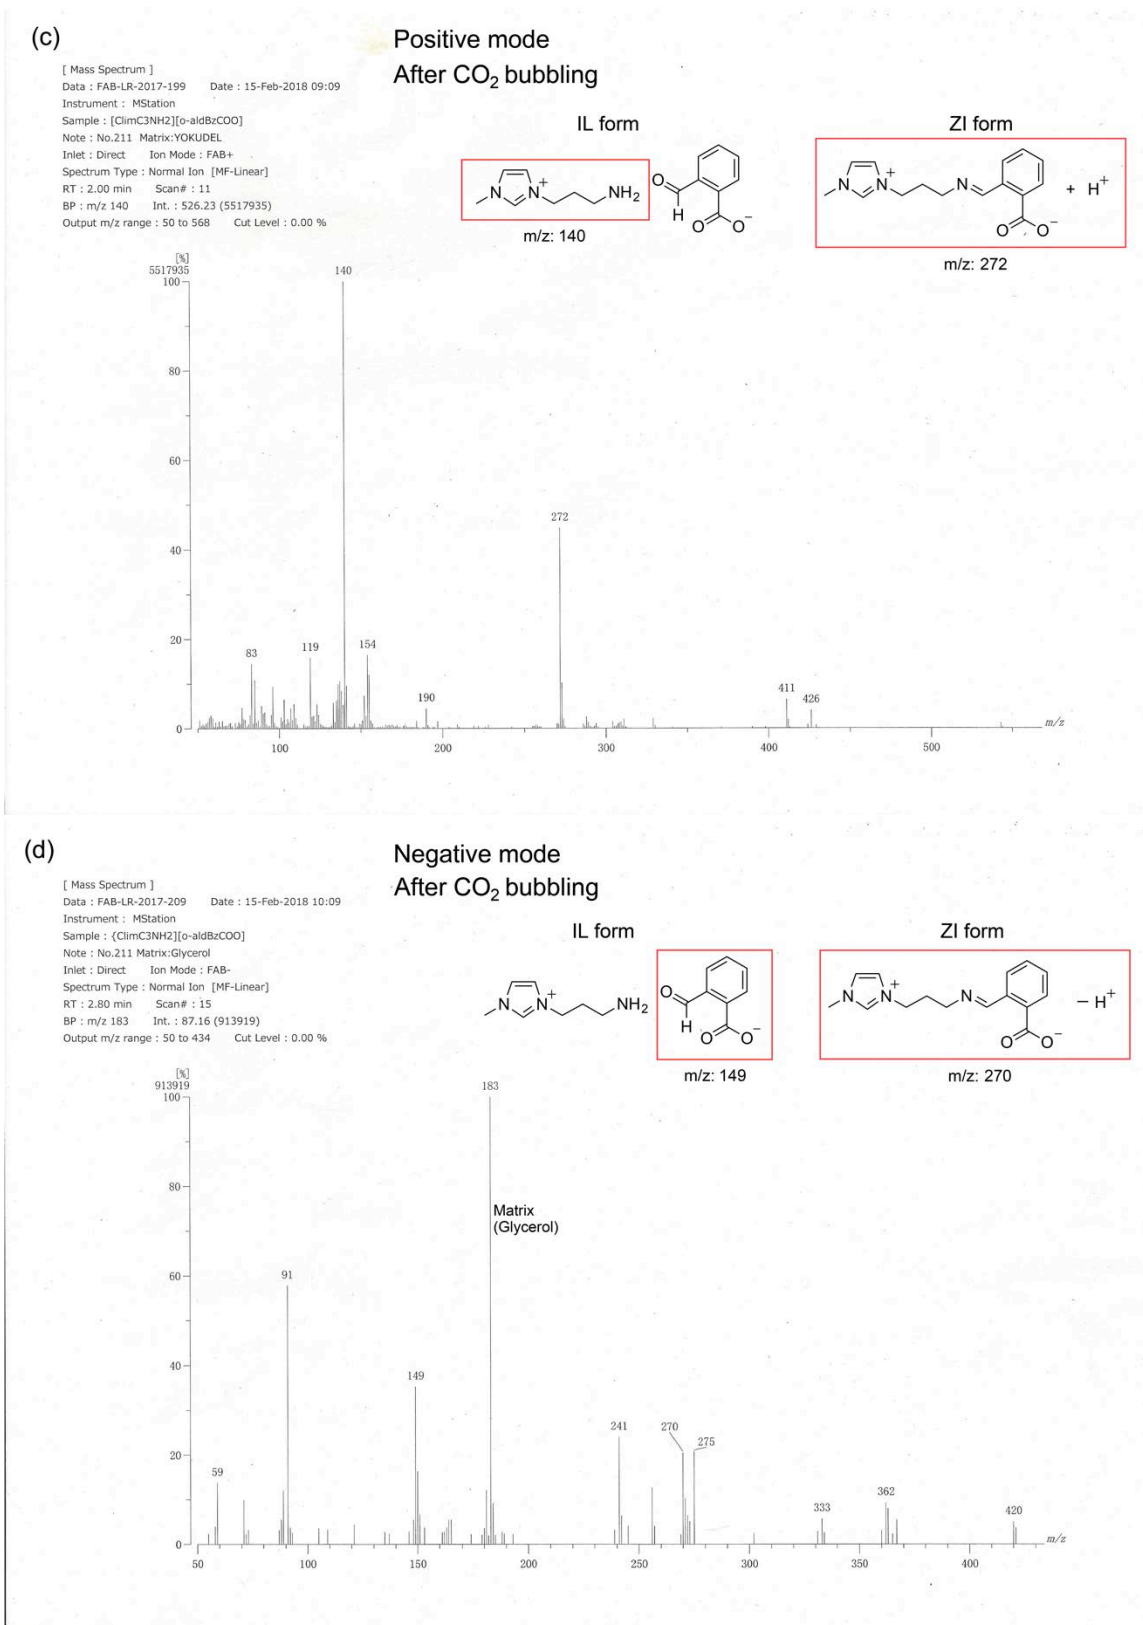 (c)
Positive mode
After CO₂ bubbling
[ Mass Spectrum ]
Data : FAB-LR-2017-199 Date : 15-Feb-2018 09:09
Instrument : MStation
Sample : [ClimC3NH2][o-aldBzCOO]
Note : No.211 Matrix:YOKUDEL
Inlet : Direct Ion Mode : FAB+
Spectrum Type : Normal Ion [MF-Linear]
RT : 2.00 min Scan# : 11
BP : m/z 140 Int. : 526.23 (5517935)
Output m/z range : 50 to 568 Cut Level : 0.00 %
IL form
ZI form
N N + NH₂ O H O O⁻
N N + N O O⁻ + H⁺
m/z: 140
m/z: 272
[%]
5517935
140
100
80
60
272
40
20
83 119 154 190 411 426
0
m/z
100 200 300 400 500
(d)
Negative mode
After CO₂ bubbling
[ Mass Spectrum ]
Data : FAB-LR-2017-209 Date : 15-Feb-2018 10:09
Instrument : MStation
Sample : {ClimC3NH2][o-aldBzCOO]
Note : No.211 Matrix:Glycerol
Inlet : Direct Ion Mode : FAB-
Spectrum Type : Normal Ion [MF-Linear]
RT : 2.80 min Scan# : 15
BP : m/z 183 Int. : 87.16 (913919)
Output m/z range : 50 to 434 Cut Level : 0.00 %
IL form
ZI form
N N + NH₂ O H O O⁻
N N + N O O⁻ − H⁺
m/z: 149
m/z: 270
[%]
913919
183
100
80
Matrix
(Glycerol)
60
91
40
149
241 270 275
20
59
333 362 420
0
m/z
50 100 150 200 250 300 350 400